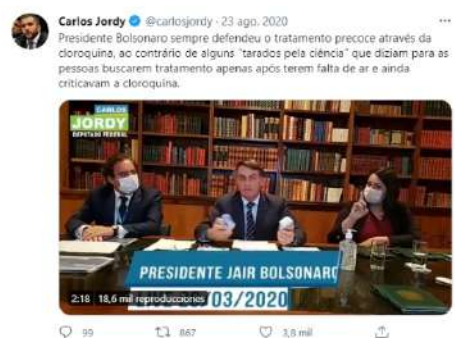 Carlos Jordy @carlosjordy · 23 ago. 2020
Presidente Bolsonaro sempre defendeu o tratamento precoce através da
cloroquina, ao contrário de alguns "tarados pela ciência" que diziam para as
pessoas buscarem tratamento apenas após terem falta de ar e ainda
criticavam a cloroquina.
CARLOS
JORDY
DEPUTADO FEDERAL
PRESIDENTE JAIR BOLSONARO
2:18 18,6 mil reproducciones
/03/2020
99 867 3,8 mil